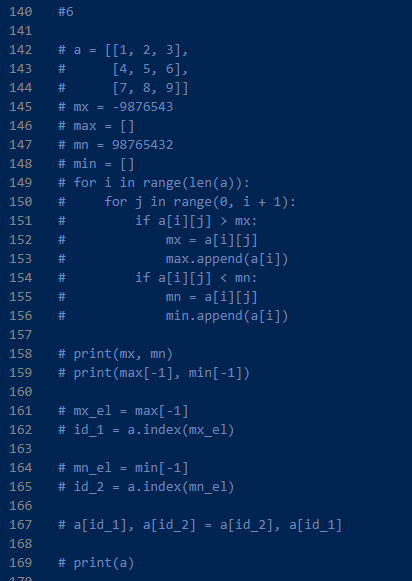 140 #6
141
142 # a = [[1, 2, 3],
143 #      [4, 5, 6],
144 #      [7, 8, 9]]
145 # mx = -9876543
146 # max = []
147 # mn = 98765432
148 # min = []
149 # for i in range(len(a)):
150 #     for j in range(0, i + 1):
151 #         if a[i][j] > mx:
152 #             mx = a[i][j]
153 #             max.append(a[i])
154 #         if a[i][j] < mn:
155 #             mn = a[i][j]
156 #             min.append(a[i])
157
158 # print(mx, mn)
159 # print(max[-1], min[-1])
160
161 # mx_el = max[-1]
162 # id_1 = a.index(mx_el)
163
164 # mn_el = min[-1]
165 # id_2 = a.index(mn_el)
166
167 # a[id_1], a[id_2] = a[id_2], a[id_1]
168
169 # print(a)